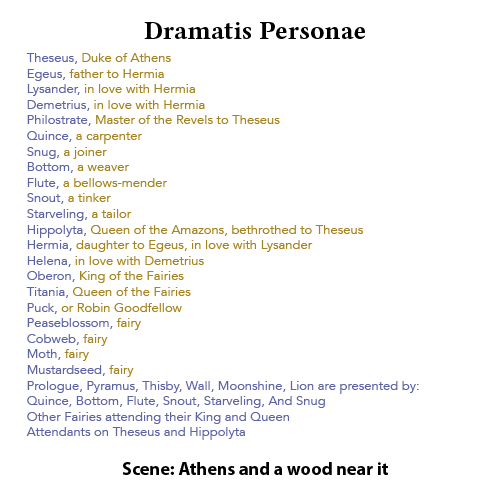 Dramatis Personae
Theseus, Duke of Athens
Egeus, father to Hermia
Lysander, in love with Hermia
Demetrius, in love with Hermia
Philostrate, Master of the Revels to Theseus
Quince, a carpenter
Snug, a joiner
Bottom, a weaver
Flute, a bellows-mender
Snout, a tinker
Starveling, a tailor
Hippolyta, Queen of the Amazons, bethrothed to Theseus
Hermia, daughter to Egeus, in love with Lysander
Helena, in love with Demetrius
Oberon, King of the Fairies
Titania, Queen of the Fairies
Puck, or Robin Goodfellow
Peaseblossom, fairy
Cobweb, fairy
Moth, fairy
Mustardseed, fairy
Prologue, Pyramus, Thisby, Wall, Moonshine, Lion are presented by:
Quince, Bottom, Flute, Snout, Starveling, And Snug
Other Fairies attending their King and Queen
Attendants on Theseus and Hippolyta
Scene: Athens and a wood near it